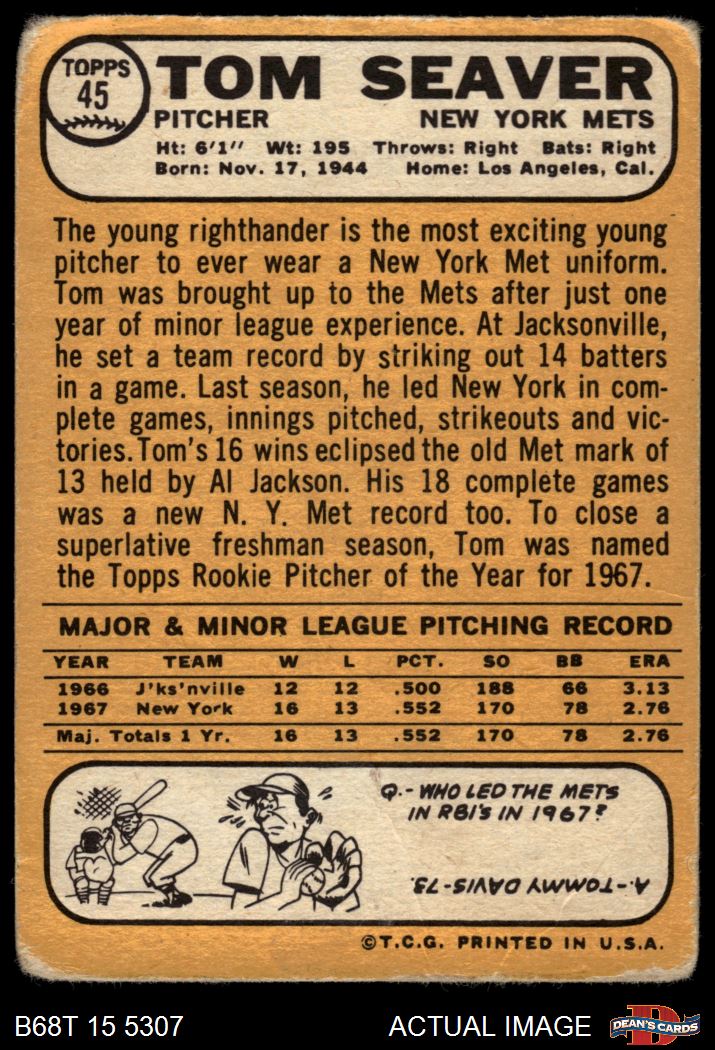 TOPPS
45
TOM SEAVER
PITCHER NEW YORK METS
Ht: 6'1" Wt: 195 Throws: Right Bats: Right
Born: Nov. 17, 1944 Home: Los Angeles, Cal.
The young righthander is the most exciting young
pitcher to ever wear a New York Met uniform.
Tom was brought up to the Mets after just one
year of minor league experience. At Jacksonville,
he set a team record by striking out 14 batters
in a game. Last season, he led New York in com-
plete games, innings pitched, strikeouts and vic-
tories. Tom's 16 wins eclipsed the old Met mark of
13 held by Al Jackson. His 18 complete games
was a new N. Y. Met record too. To close a
superlative freshman season, Tom was named
the Topps Rookie Pitcher of the Year for 1967.
MAJOR & MINOR LEAGUE PITCHING RECORD
YEAR TEAM W L PCT. SO BB ERA
1966 J'ks'nville 12 12 .500 188 66 3.13
1967 New York 16 13 .552 170 78 2.76
Maj. Totals 1 Yr. 16 13 .552 170 78 2.76
Q.- WHO LED THE METS
IN RBI'S IN 1967?
A.-TOMMY DAVIS-73.
©T.C.G. PRINTED IN U.S.A.
B68T 15 5307 ACTUAL IMAGE D DEAN'S CARDS